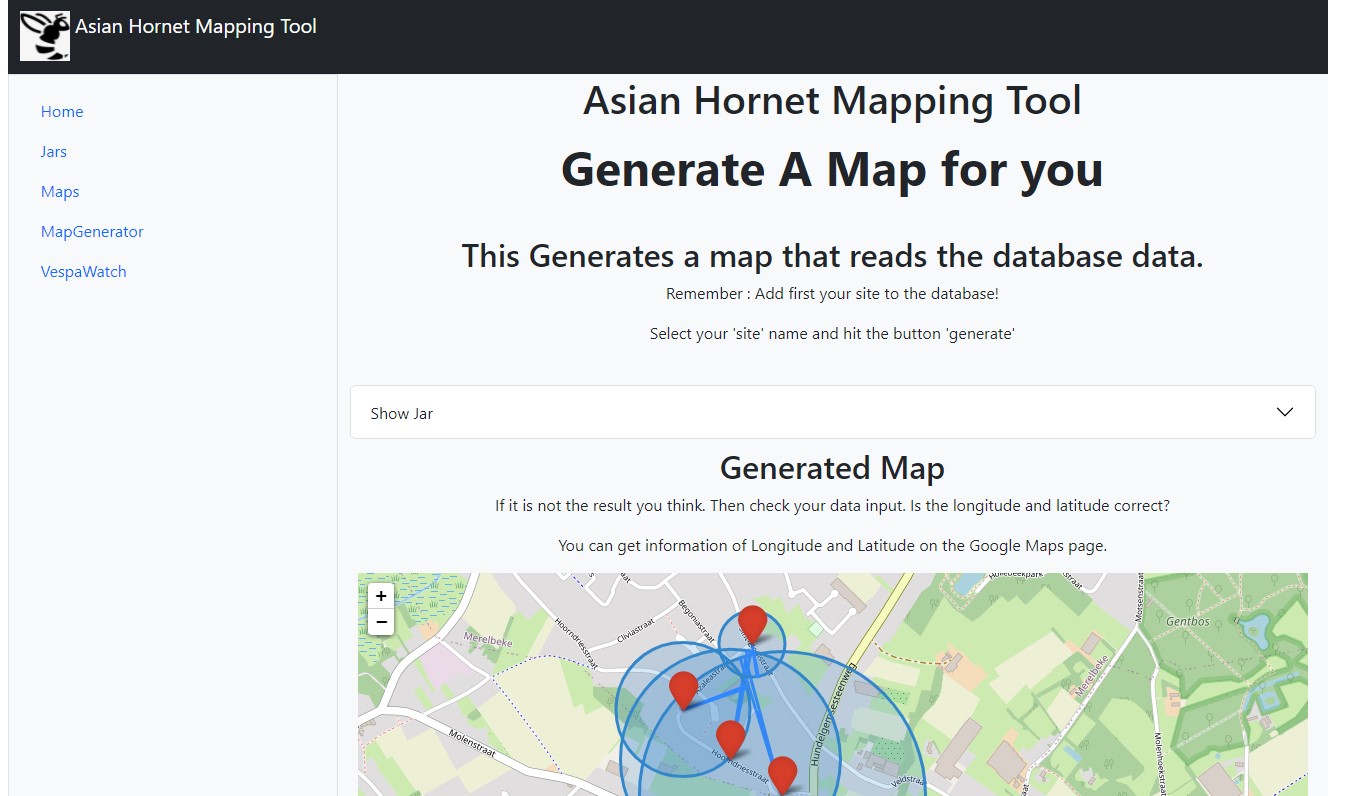 Asian Hornet Mapping Tool
Home
Jars
Maps
MapGenerator
VespaWatch
Asian Hornet Mapping Tool
Generate A Map for you
This Generates a map that reads the database data.
Remember : Add first your site to the database!
Select your 'site' name and hit the button 'generate'
Show Jar
Generated Map
If it is not the result you think. Then check your data input. Is the longitude and latitude correct?
You can get information of Longitude and Latitude on the Google Maps page.
+
−
Merelbeke
Hoorndriesstraat
Cliviastraat
Begoniastraat
Molenstraat
Hoorndriesstraat
Hundelgemsesteenweg
Veldstraat
Merelbeke
Motsenstraat
Gentbos
Molenhoekstraat